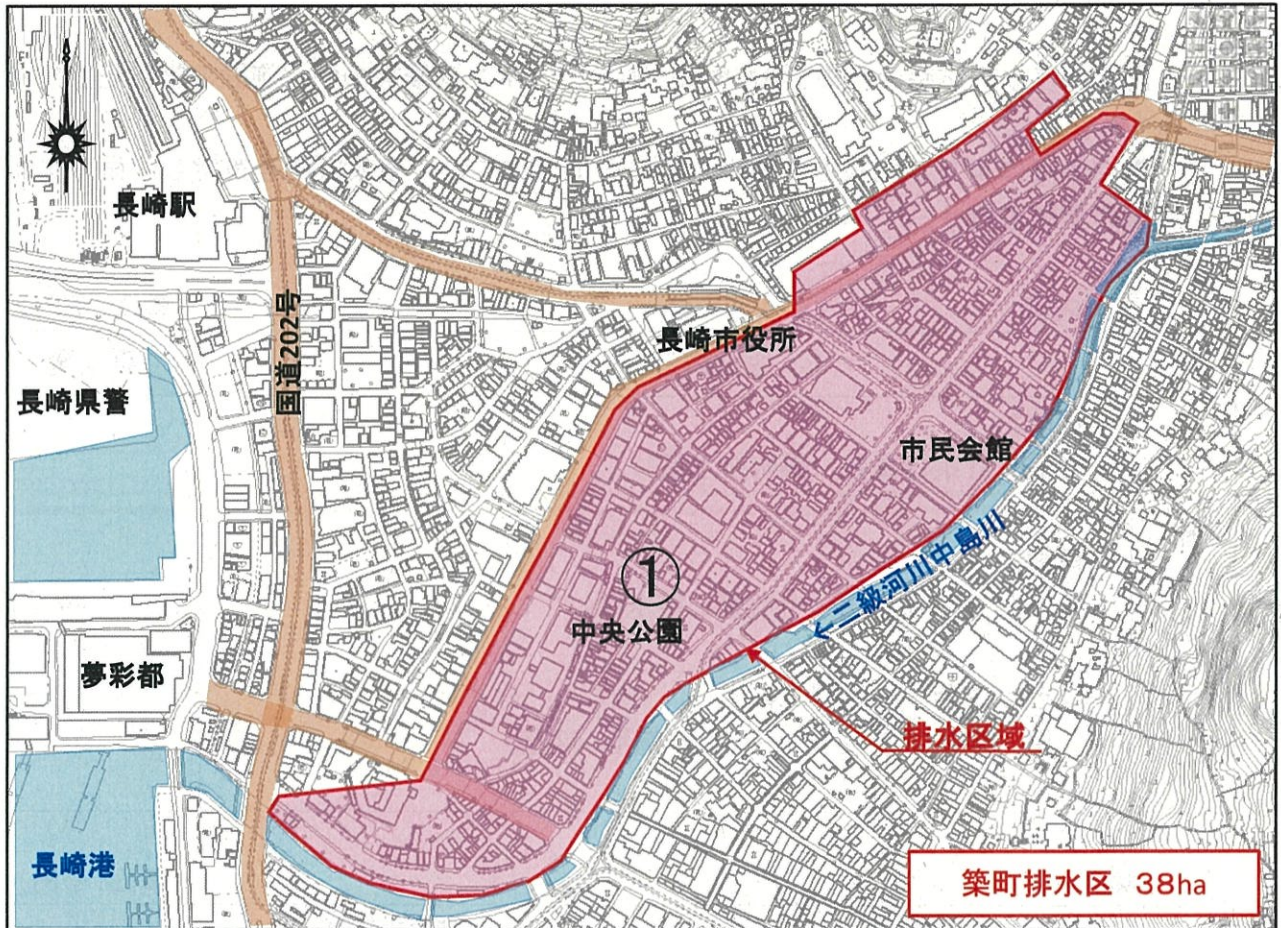 長崎駅
国道202号
長崎県警
長崎市役所
市民会館
①
中央公園
←二級河川中島川
夢彩都
排水区域
長崎港
築町排水区 38ha